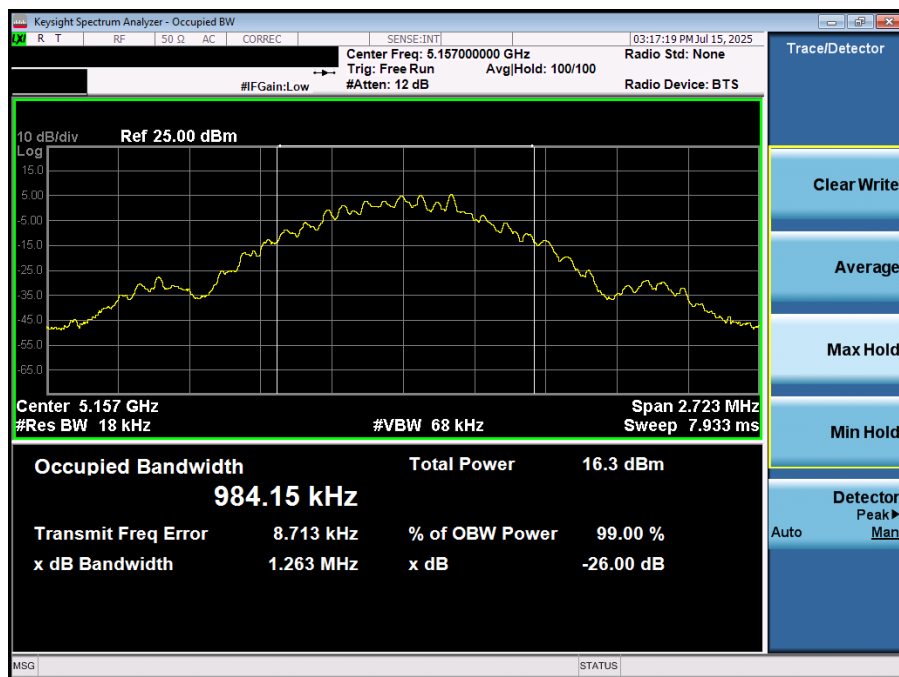 Keysight Spectrum Analyzer - Occupied BW
LXI R T RF 50 Ω AC CORREC SENSE:INT 03:17:19 PM Jul 15, 2025
Center Freq: 5.157000000 GHz Radio Std: None
Trig: Free Run Avg|Hold: 100/100
#IFGain:Low #Atten: 12 dB Radio Device: BTS
10 dB/div Ref 25.00 dBm
Log
15.0
5.00
-5.00
-15.0
-25.0
-35.0
-45.0
-55.0
-65.0
Center 5.157 GHz Span 2.723 MHz
#Res BW 18 kHz #VBW 68 kHz Sweep 7.933 ms
Occupied Bandwidth Total Power 16.3 dBm
984.15 kHz
Transmit Freq Error 8.713 kHz % of OBW Power 99.00 %
x dB Bandwidth 1.263 MHz x dB -26.00 dB
MSG STATUS
Trace/Detector
Clear Write
Average
Max Hold
Min Hold
Detector
Peak▶
Auto Man